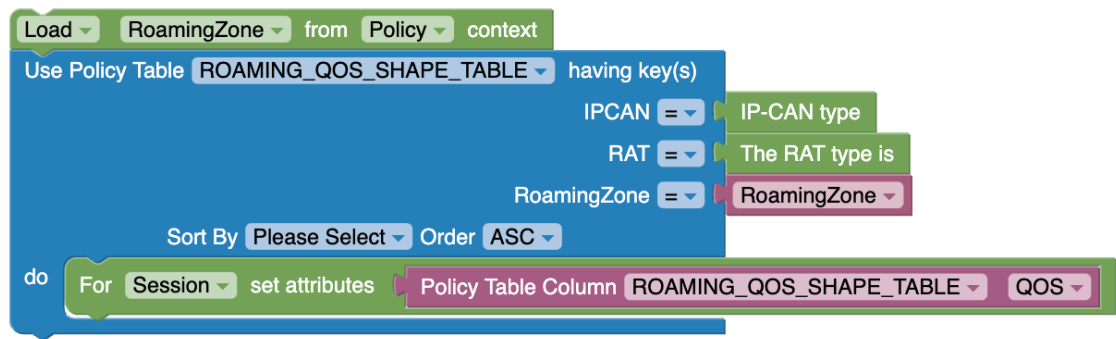 Load RoamingZone from Policy context
Use Policy Table ROAMING_QOS_SHAPE_TABLE having key(s)
IPCAN = IP-CAN type
RAT = The RAT type is
RoamingZone = RoamingZone
Sort By Please Select Order ASC
do For Session set attributes Policy Table Column ROAMING_QOS_SHAPE_TABLE QOS